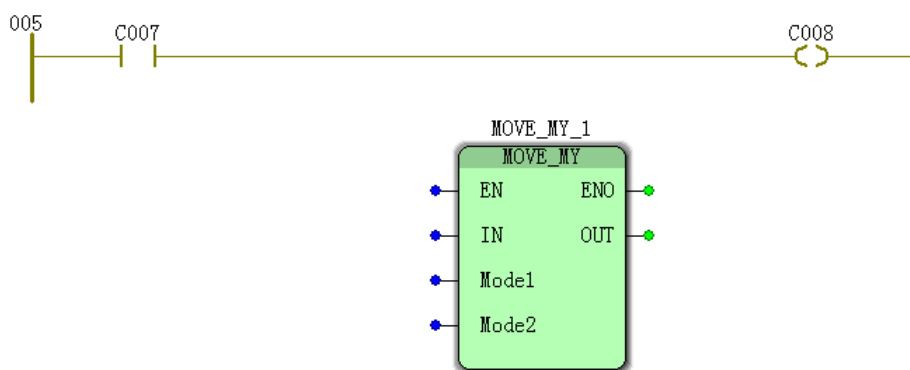 005
C007
C008
MOVE_MY_1
MOVE_MY
EN
ENO
IN
OUT
Mode1
Mode2